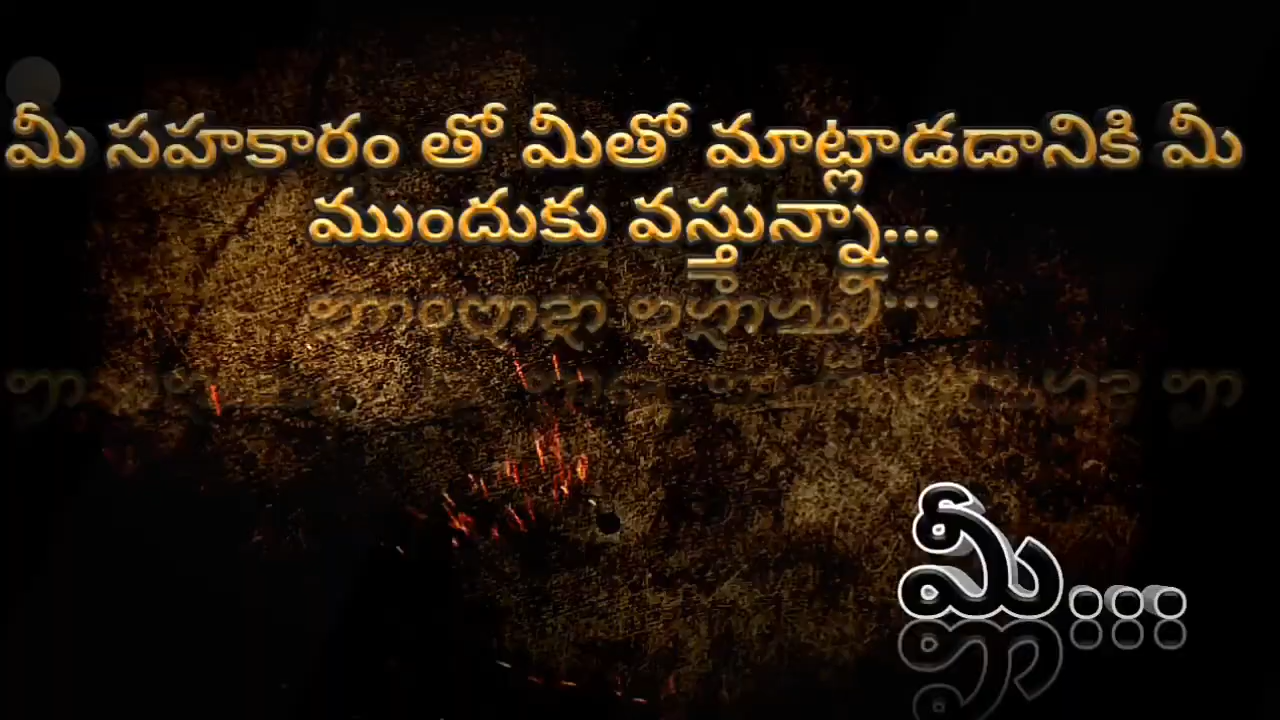 మీ సహకారం తో మీతో మాట్లాడడానికి మీ
ముందుకు వస్తున్నా...
మీ...